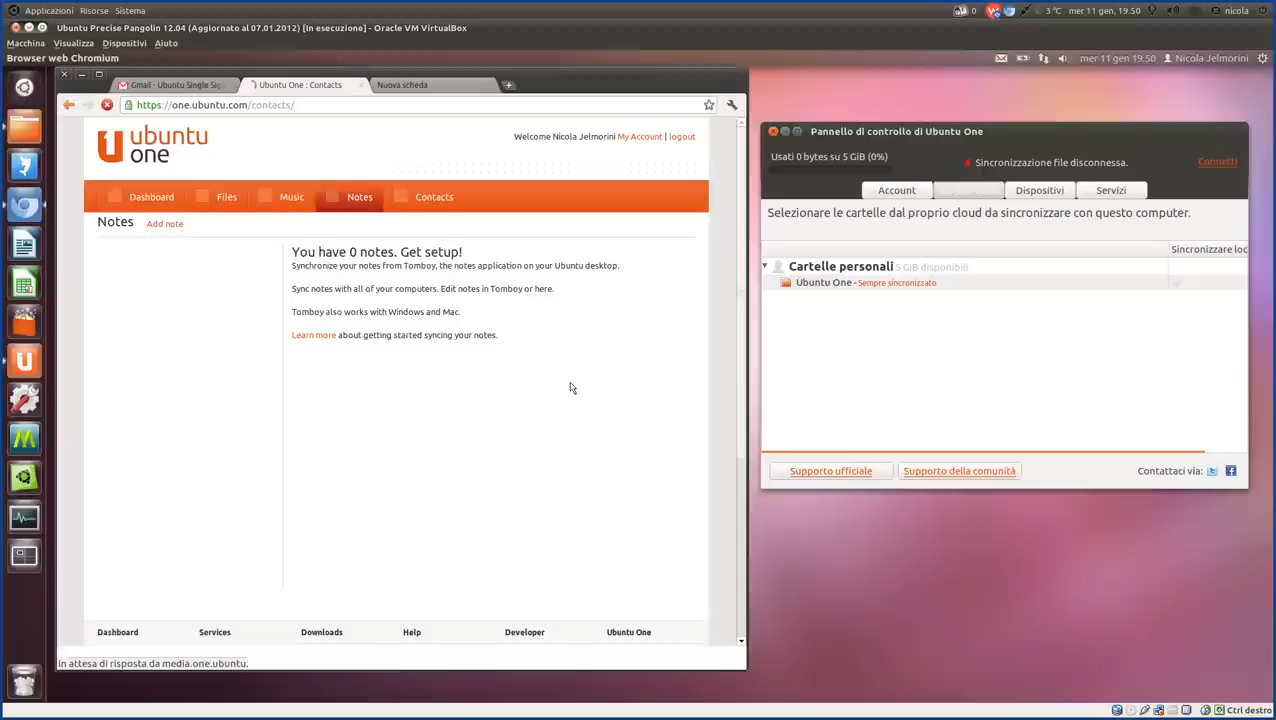 Applicazioni Risorse Sistema
0 3 °C mer 11 gen, 19.50 nicola
Ubuntu Precise Pangolin 12.04 (Aggiornato al 07.01.2012) [In esecuzione] - Oracle VM VirtualBox
Macchina Visualizza Dispositivi Aiuto
Browser web Chromium
mer 11 gen 19:50 Nicola Jelmorini
Gmail - Ubuntu Single Sig
Ubuntu One : Contacts
Nuova scheda
https://one.ubuntu.com/contacts/
ubuntu
one
Welcome Nicola Jelmorini My Account | logout
Dashboard Files Music Notes Contacts
Notes Add note
You have 0 notes. Get setup!
Synchronize your notes from Tomboy, the notes application on your Ubuntu desktop.
Sync notes with all of your computers. Edit notes in Tomboy or here.
Tomboy also works with Windows and Mac.
Learn more about getting started syncing your notes.
Dashboard Services Downloads Help Developer Ubuntu One
In attesa di risposta da media.one.ubuntu.
Pannello di controllo di Ubuntu One
Usati 0 bytes su 5 GiB (0%)
Sincronizzazione file disconnessa.
Connetti
Account Dispositivi Servizi
Selezionare le cartelle dal proprio cloud da sincronizzare con questo computer.
Sincronizzare loc
Cartelle personali 5 GiB disponibili
Ubuntu One - Sempre sincronizzato
Supporto ufficiale Supporto della comunità Contattaci via:
Ctrl destro